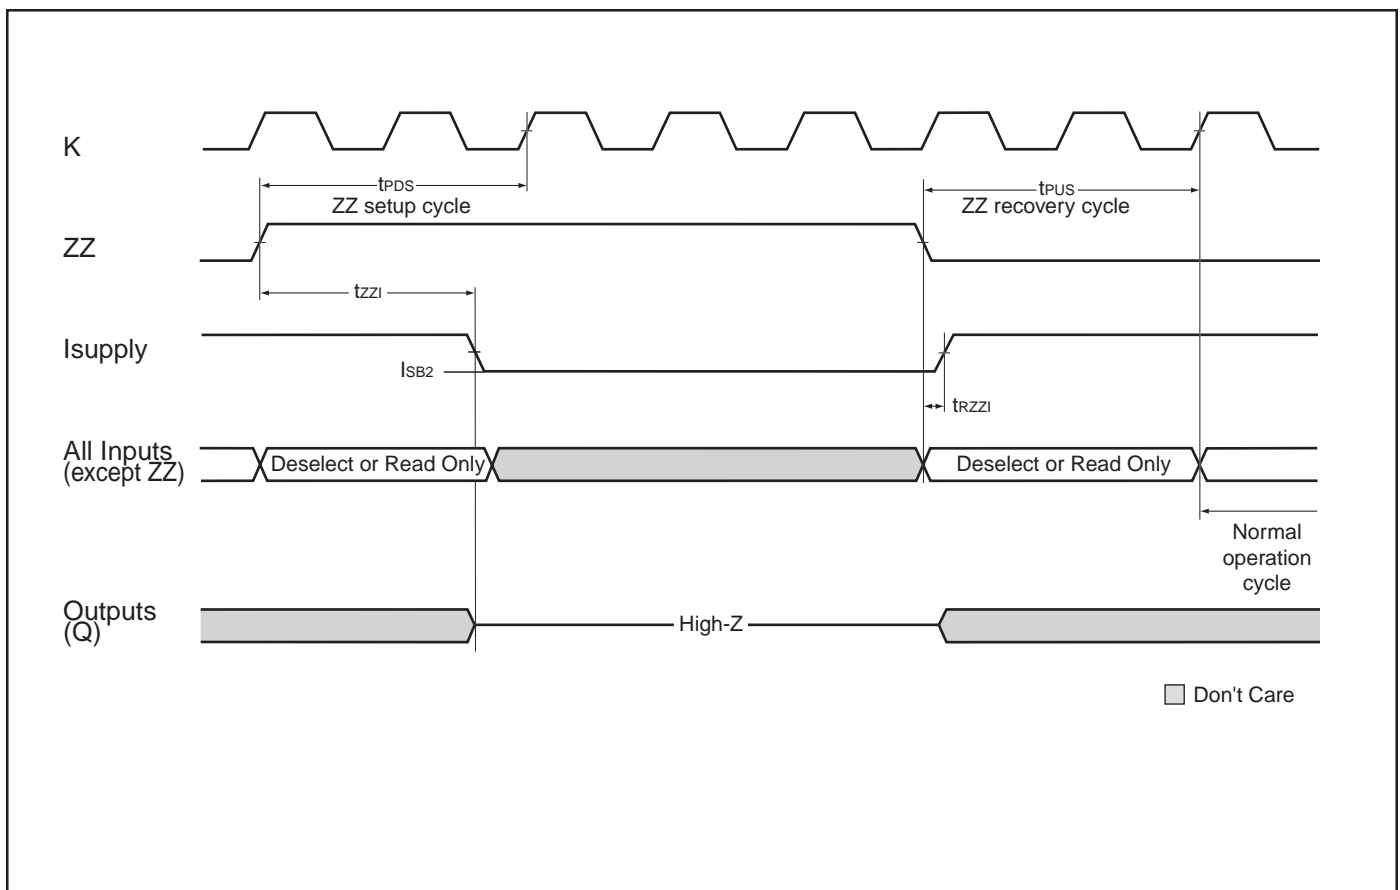 K
tPDS
ZZ setup cycle
tPUS
ZZ recovery cycle
ZZ
tZZI
Isupply
ISB2
tRZZI
All Inputs
(except ZZ)
Deselect or Read Only
Deselect or Read Only
Normal
operation
cycle
Outputs
(Q)
High-Z
Don't Care